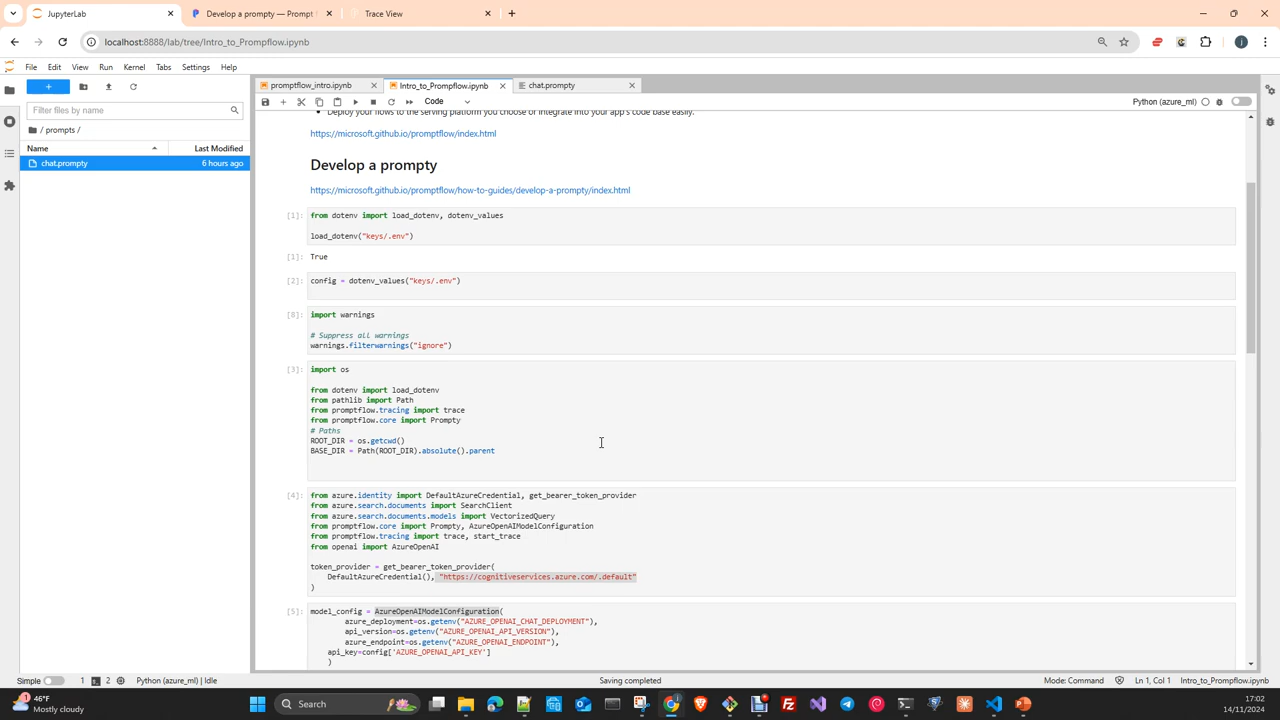 JupyterLab
Develop a prompty — Prompt
Trace View
localhost:8888/lab/tree/Intro_to_Prompflow.ipynb
File Edit View Run Kernel Tabs Settings Help
promptflow_intro.ipynb
Intro_to_Prompflow.ipynb
chat.prompty
Filter files by name
/ prompts /
Name
Last Modified
chat.prompty
6 hours ago
Code
Python (azure_ml)
Deploy your flows to the serving platform you choose or integrate into your app's code base easily.
https://microsoft.github.io/promptflow/index.html
Develop a prompty
https://microsoft.github.io/promptflow/how-to-guides/develop-a-prompty/index.html
[1]: from dotenv import load_dotenv, dotenv_values
load_dotenv("keys/.env")
[1]: True
[2]: config = dotenv_values("keys/.env")
[8]: import warnings
# Suppress all warnings
warnings.filterwarnings("ignore")
[3]: import os
from dotenv import load_dotenv
from pathlib import Path
from promptflow.tracing import trace
from promptflow.core import Prompty
# Paths
ROOT_DIR = os.getcwd()
BASE_DIR = Path(ROOT_DIR).absolute().parent
[4]: from azure.identity import DefaultAzureCredential, get_bearer_token_provider
from azure.search.documents import SearchClient
from azure.search.documents.models import VectorizedQuery
from promptflow.core import Prompty, AzureOpenAIModelConfiguration
from promptflow.tracing import trace, start_trace
from openai import AzureOpenAI
token_provider = get_bearer_token_provider(
DefaultAzureCredential(), "https://cognitiveservices.azure.com/.default"
)
[5]: model_config = AzureOpenAIModelConfiguration(
azure_deployment=os.getenv("AZURE_OPENAI_CHAT_DEPLOYMENT"),
api_version=os.getenv("AZURE_OPENAI_API_VERSION"),
azure_endpoint=os.getenv("AZURE_OPENAI_ENDPOINT"),
api_key=config['AZURE_OPENAI_API_KEY']
)
Simple 1 2 Python (azure_ml) | Idle
Saving completed
Mode: Command Ln 1, Col 1 Intro_to_Prompflow.ipynb
46°F
Mostly cloudy
Search
17:02
14/11/2024